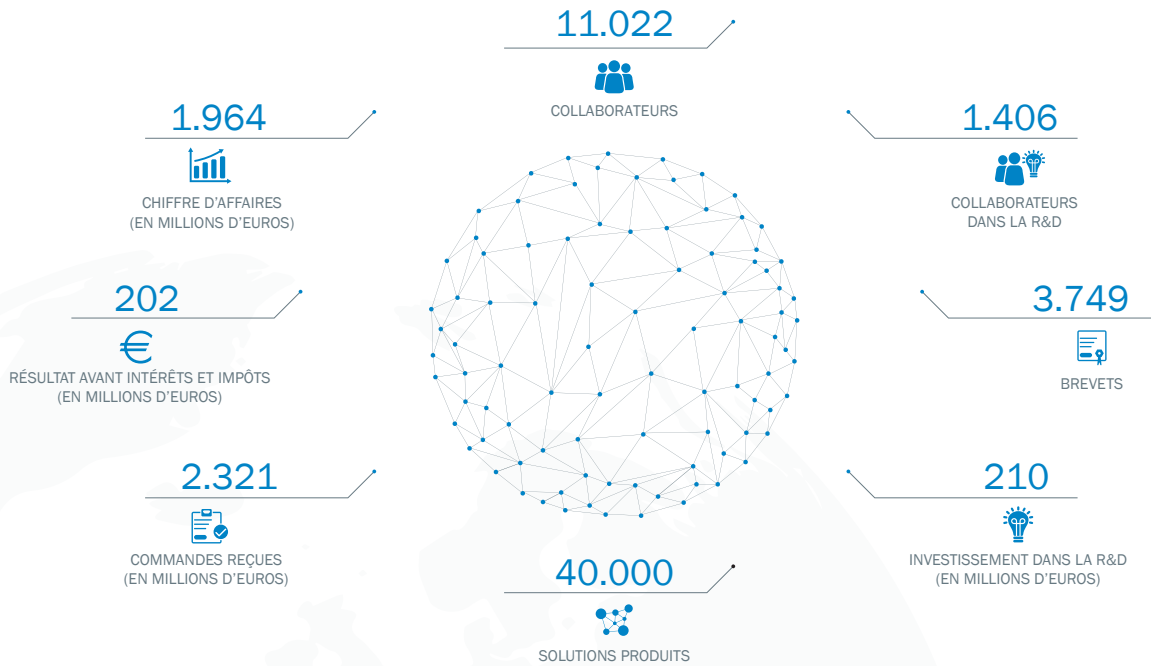 11.022
COLLABORATEURS
1.964
CHIFFRE D'AFFAIRES
(EN MILLIONS D'EUROS)
1.406
COLLABORATEURS
DANS LA R&D
202
€
RÉSULTAT AVANT INTÉRÊTS ET IMPÔTS
(EN MILLIONS D'EUROS)
3.749
BREVETS
2.321
COMMANDES REÇUES
(EN MILLIONS D'EUROS)
210
INVESTISSEMENT DANS LA R&D
(EN MILLIONS D'EUROS)
40.000
SOLUTIONS PRODUITS